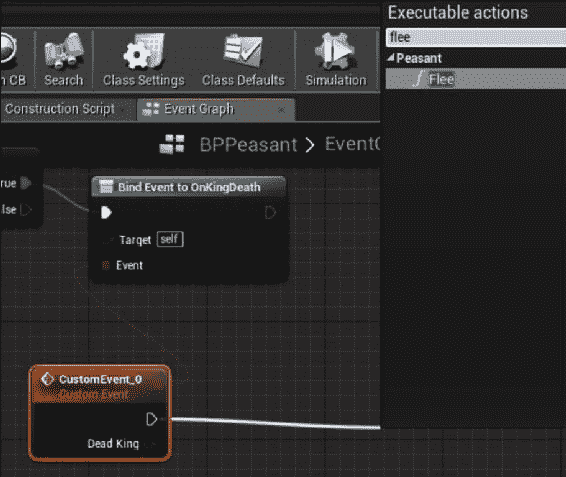 Executable actions
flee
Peasant
Flee
CB
Search
Class Settings
Class Defaults
Simulation
Construction Script
Event Graph
BPPeasant > Event
rue
lse
Bind Event to OnKingDeath
Target self
Event
CustomEvent_0
Custom Event
Dead King